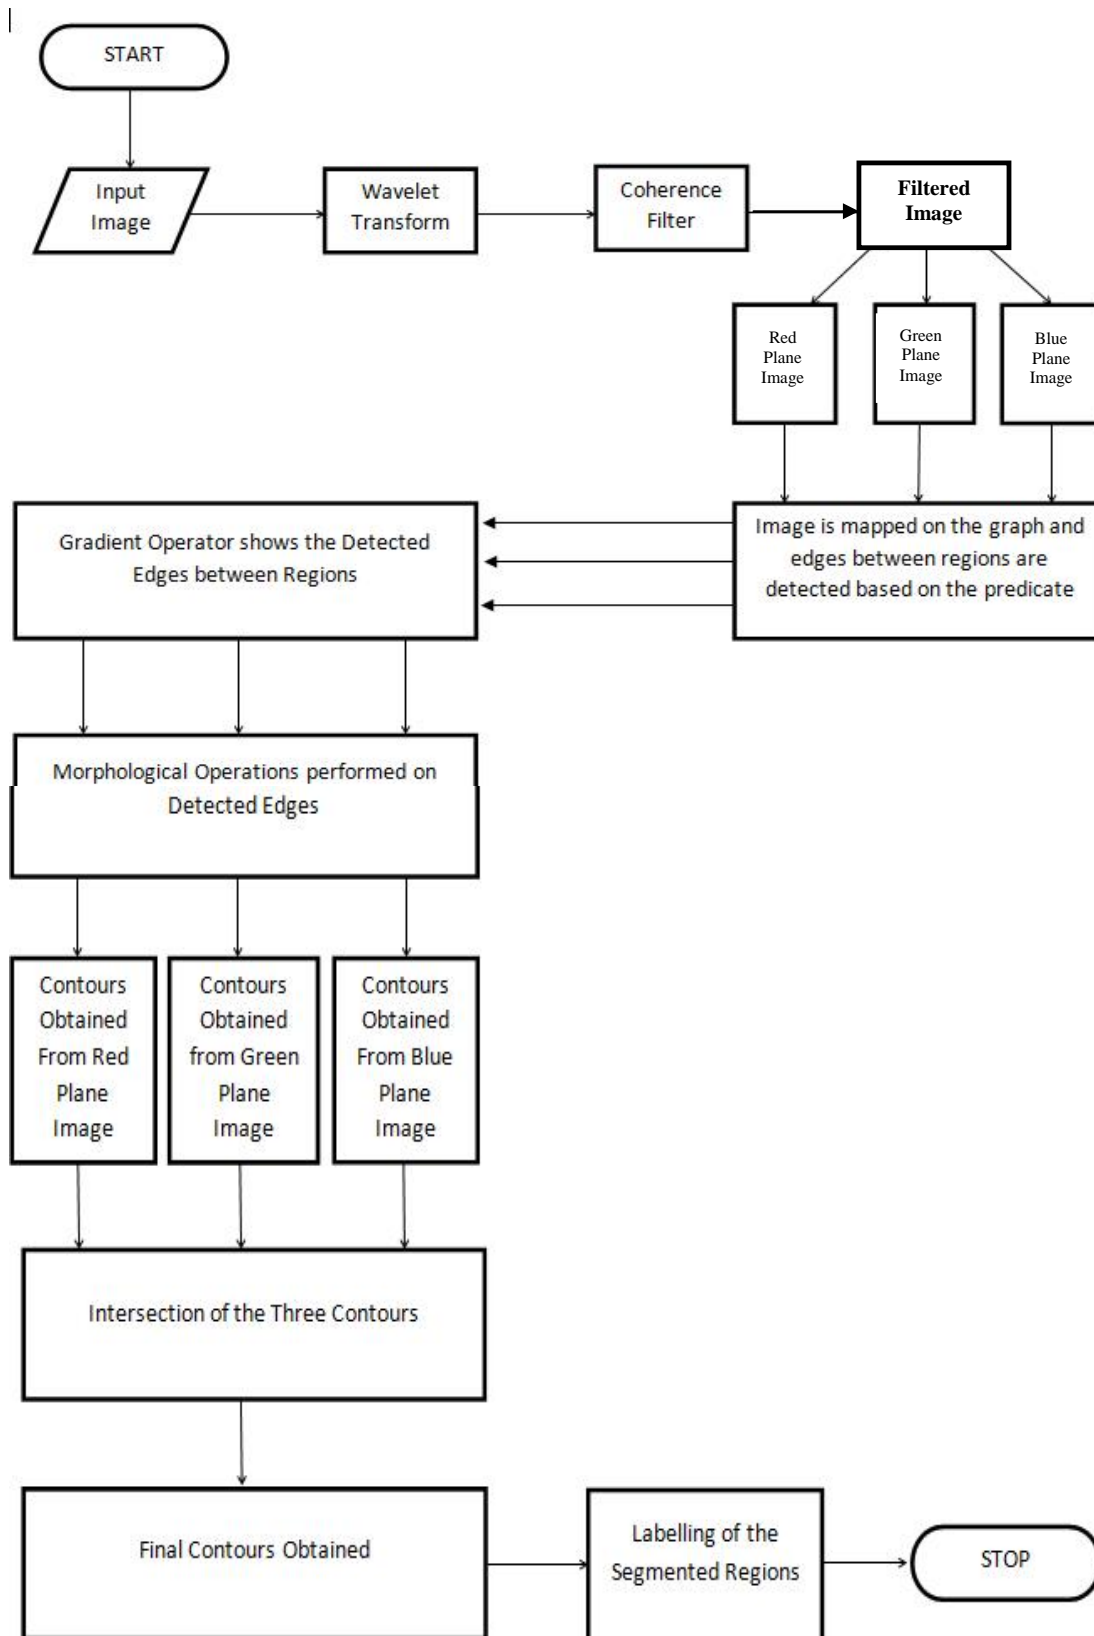 START
Input
Image
Wavelet
Transform
Coherence
Filter
Filtered
Image
Red
Plane
Image
Green
Plane
Image
Blue
Plane
Image
Image is mapped on the graph and
edges between regions are
detected based on the predicate
Gradient Operator shows the Detected
Edges between Regions
Morphological Operations performed on
Detected Edges
Contours
Obtained
From Red
Plane
Image
Contours
Obtained
from Green
Plane
Image
Contours
Obtained
From Blue
Plane
Image
Intersection of the Three Contours
Final Contours Obtained
Labelling of the
Segmented Regions
STOP